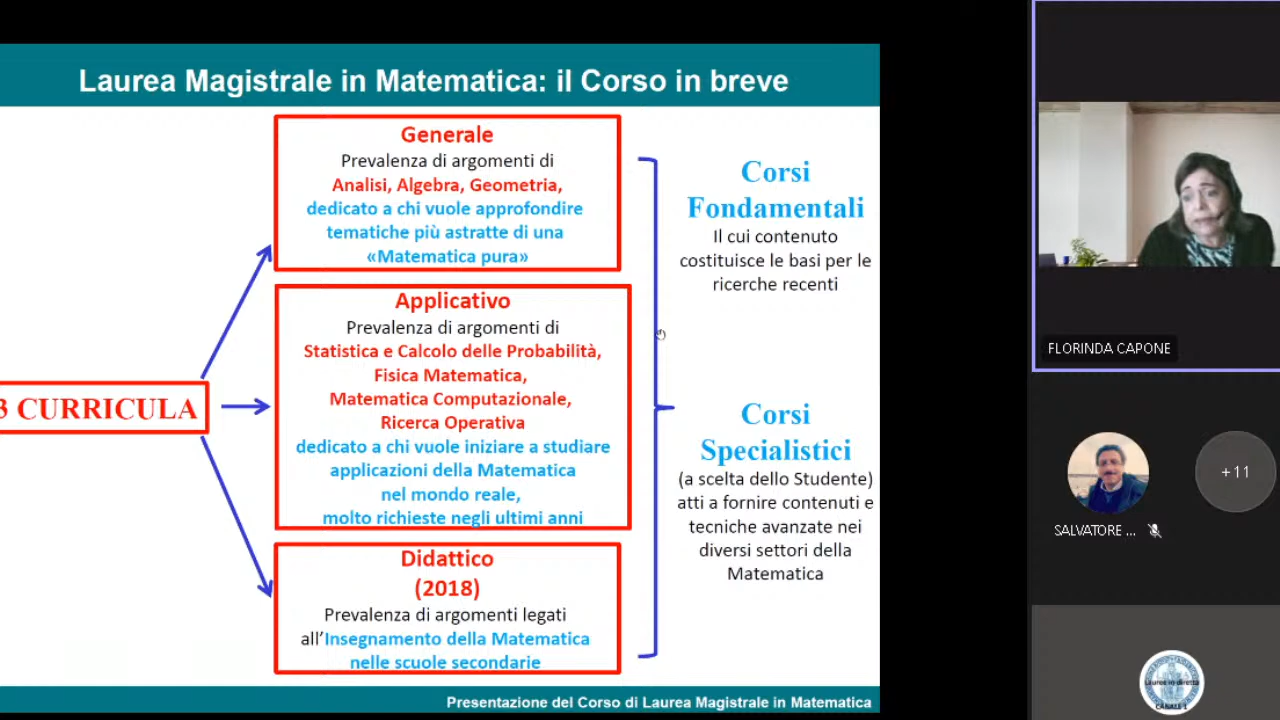 Laurea Magistrale in Matematica: il Corso in breve
3 CURRICULA
Generale
Prevalenza di argomenti di
Analisi, Algebra, Geometria,
dedicato a chi vuole approfondire
tematiche più astratte di una
«Matematica pura»
Applicativo
Prevalenza di argomenti di
Statistica e Calcolo delle Probabilità,
Fisica Matematica,
Matematica Computazionale,
Ricerca Operativa
dedicato a chi vuole iniziare a studiare
applicazioni della Matematica
nel mondo reale,
molto richieste negli ultimi anni
Didattico
(2018)
Prevalenza di argomenti legati
all’Insegnamento della Matematica
nelle scuole secondarie
Corsi
Fondamentali
Il cui contenuto
costituisce le basi per le
ricerche recenti
Corsi
Specialistici
(a scelta dello Studente)
atti a fornire contenuti e
tecniche avanzate nei
diversi settori della
Matematica
Presentazione del Corso di Laurea Magistrale in Matematica
FLORINDA CAPONE
SALVATORE ...
+11
Lauree in diretta
CANALE 1